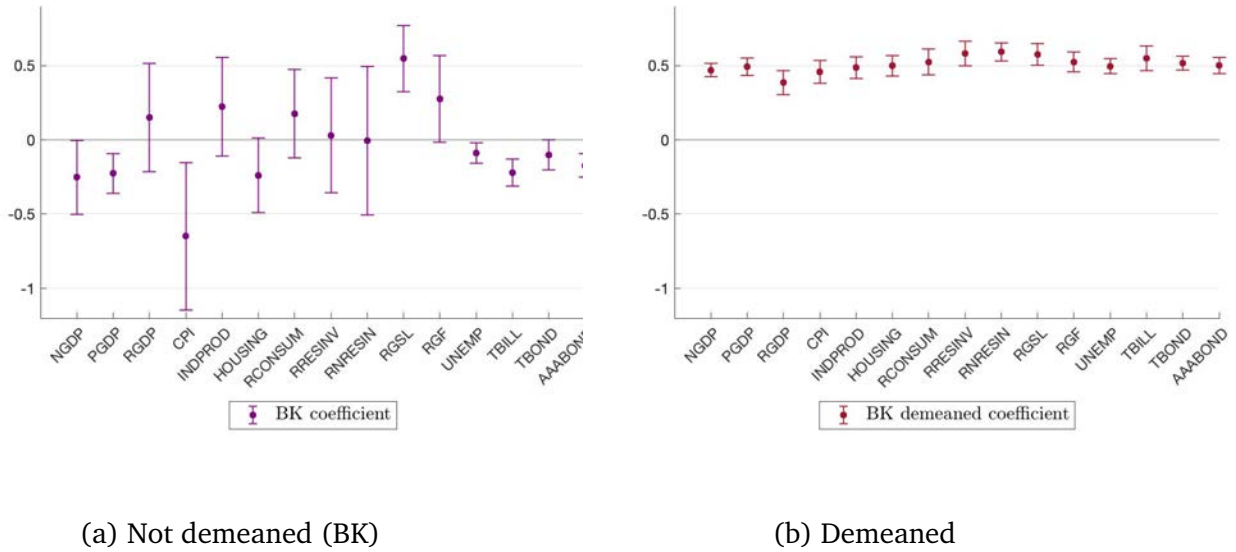 0.5
0
-0.5
-1
NGDP
PGDP
RGDP
CPI
INDPROD
HOUSING
RCONSUM
RRESINV
RNRESIN
RGSL
RGF
UNEMP
TBILL
TBOND
AAABOND
BK coefficient
(a) Not demeaned (BK)
0.5
0
-0.5
-1
NGDP
PGDP
RGDP
CPI
INDPROD
HOUSING
RCONSUM
RRESINV
RNRESIN
RGSL
RGF
UNEMP
TBILL
TBOND
AAABOND
BK demeaned coefficient
(b) Demeaned